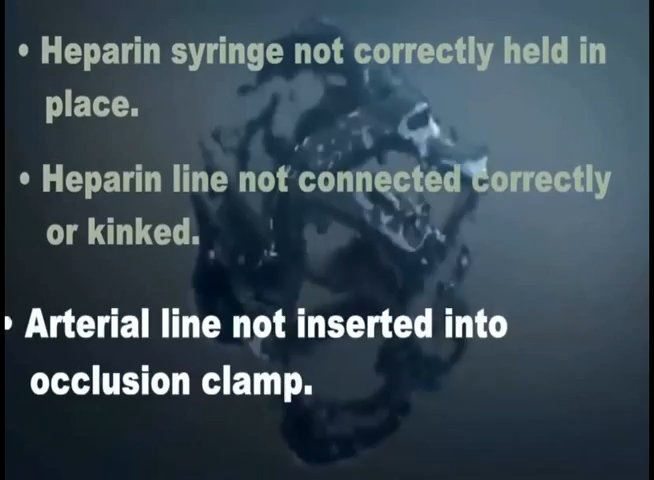 • Heparin syringe not correctly held in
place.
• Heparin line not connected correctly
or kinked.
• Arterial line not inserted into
occlusion clamp.